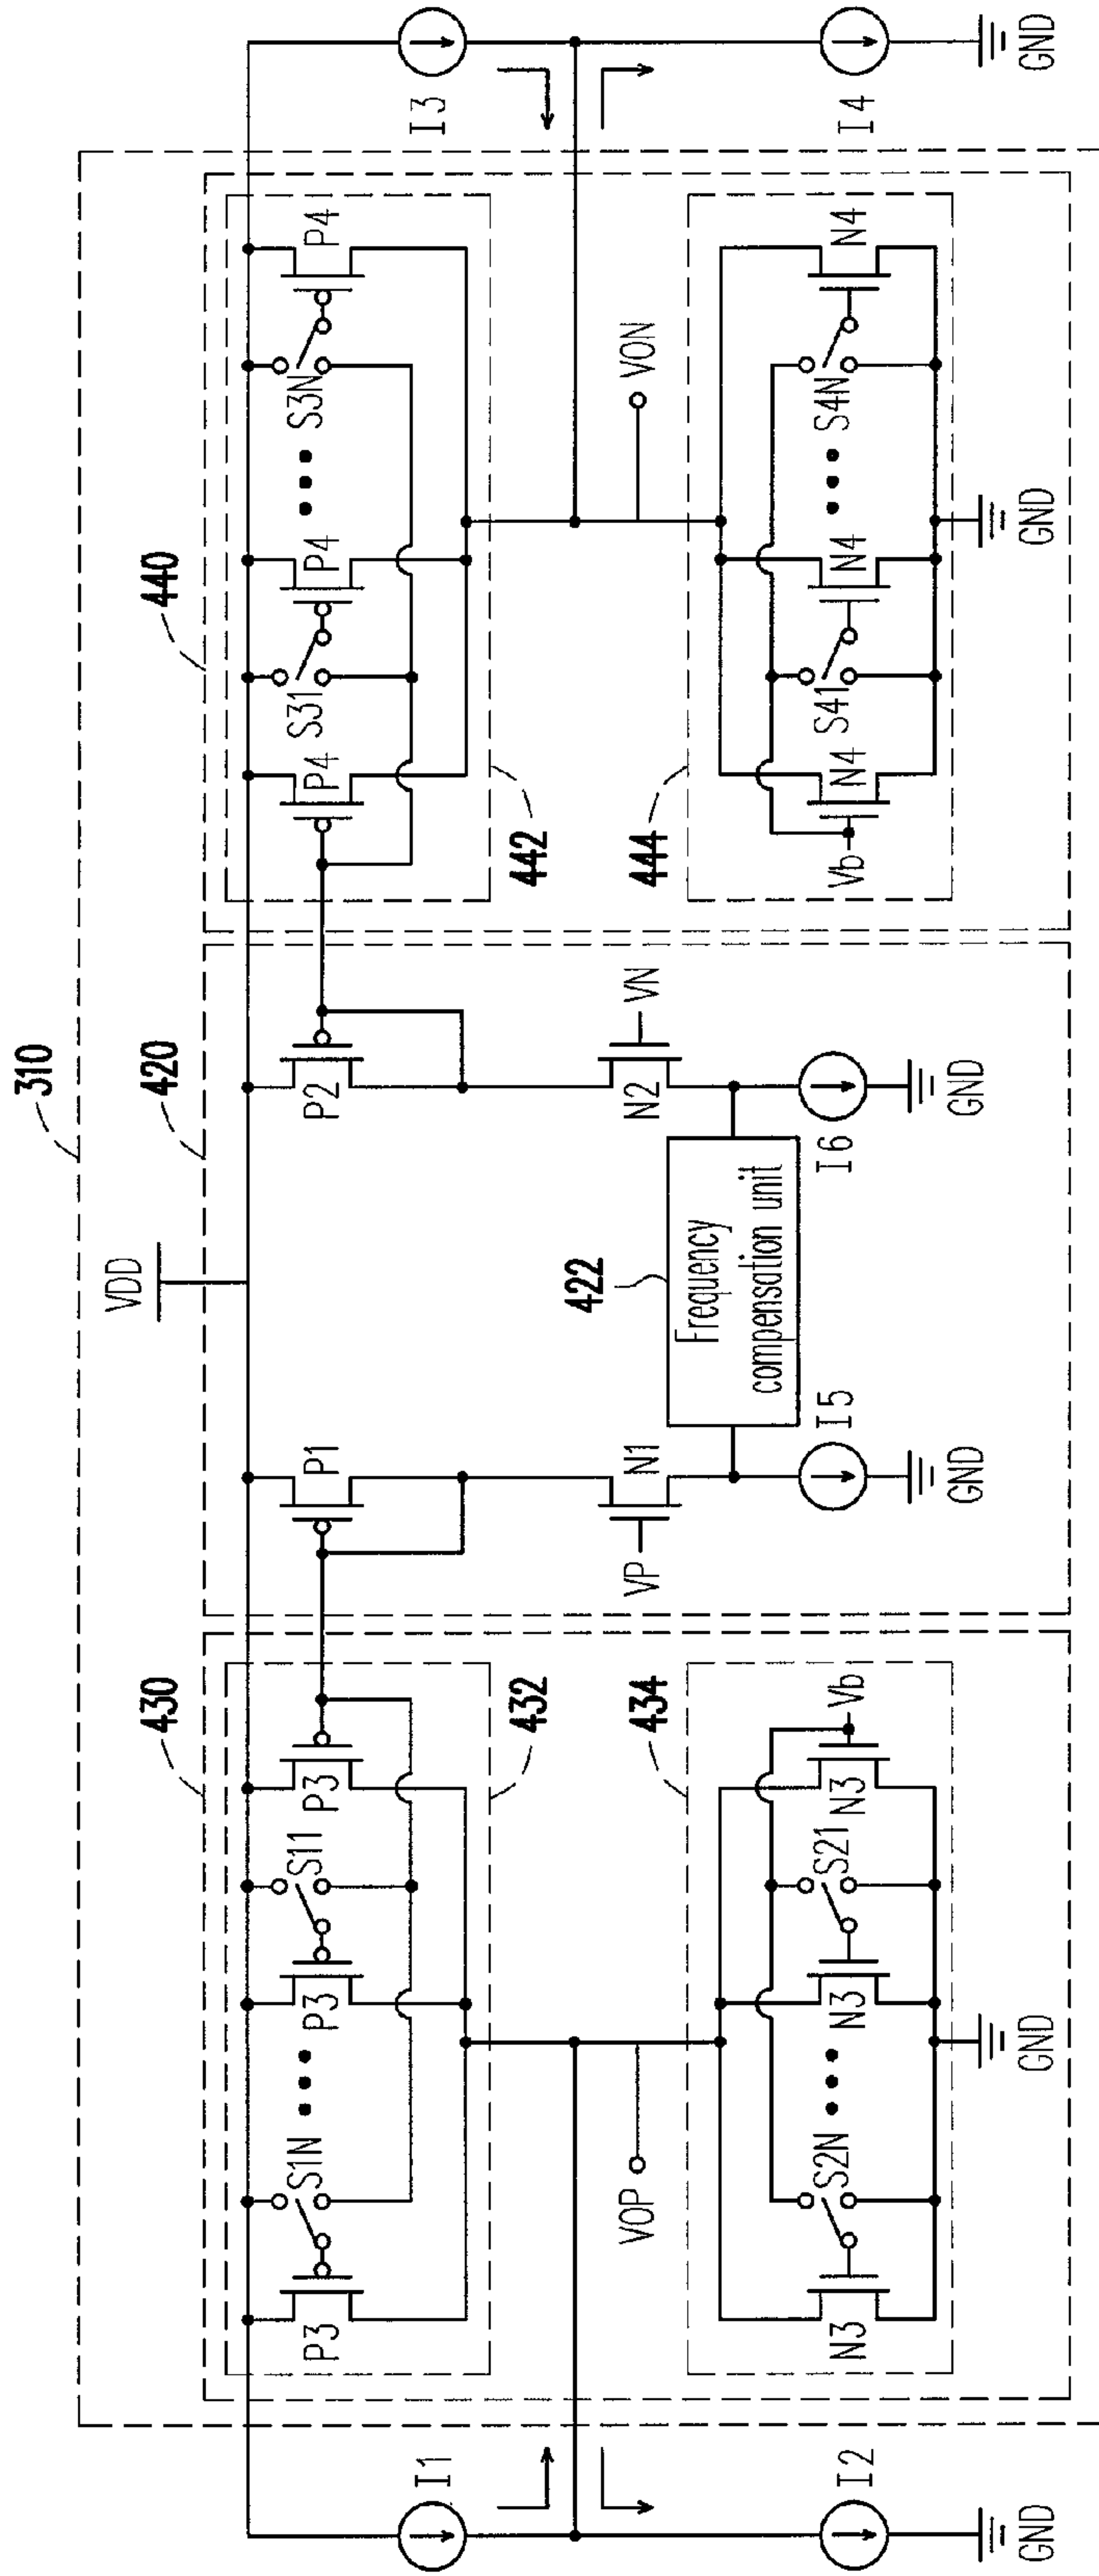 310
VDD
430
420
440
I1
P3
S1N
P3
S11
P3
P1
P2
P4
S31
P4
S3N
P4
I3
432
442
VOP
VP
N1
N2
VN
VON
434
422
Frequency
compensation unit
444
I2
N3
S2N
N3
S21
N3
Vb
I5
I6
Vb
N4
S41
N4
S4N
N4
I4
GND
GND
GND
GND
GND
GND